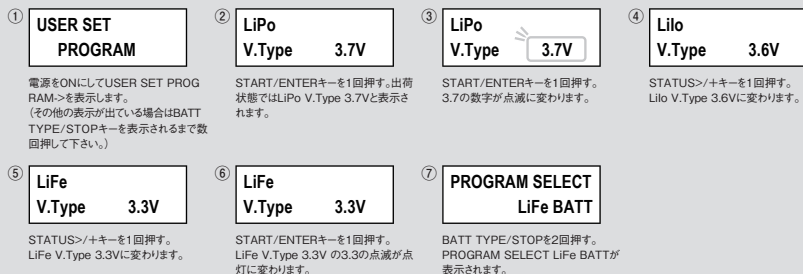 ①
USER SET
PROGRAM
電源をONにしてUSER SET PROG
RAM->を表示します。
(その他の表示が出ている場合はBATT
TYPE/STOPキーを表示されるまで数
回押して下さい。)
②
LiPo
V.Type 3.7V
START/ENTERキーを1回押す。出荷
状態ではLiPo V.Type 3.7Vと表示さ
れます。
③
LiPo
V.Type 3.7V
START/ENTERキーを1回押す。
3.7の数字が点滅に変わります。
④
LiIo
V.Type 3.6V
STATUS>/+キーを1回押す。
LiIo V.Type 3.6Vに変わります。
⑤
LiFe
V.Type 3.3V
STATUS>/+キーを1回押す。
LiFe V.Type 3.3Vに変わります。
⑥
LiFe
V.Type 3.3V
START/ENTERキーを1回押す。
LiFe V.Type 3.3V の3.3の点滅が点
灯に変わります。
⑦
PROGRAM SELECT
LiFe BATT
BATT TYPE/STOPを2回押す。
PROGRAM SELECT LiFe BATTが
表示されます。